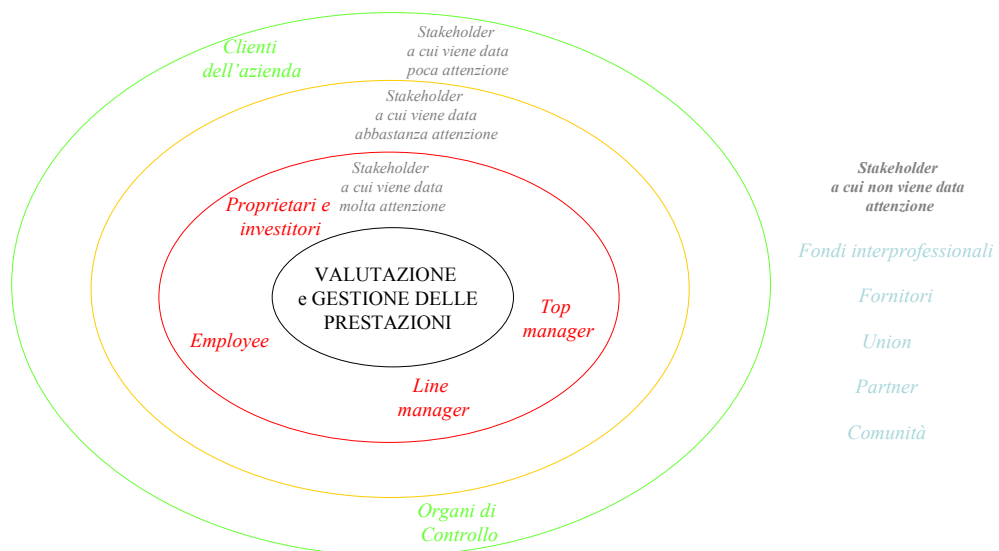 Clienti
dell’azienda
Stakeholder
a cui viene data
poca attenzione
Stakeholder
a cui viene data
abbastanza attenzione
Stakeholder
a cui viene data
molta attenzione
Proprietari e
investitori
VALUTAZIONE
e GESTIONE DELLE
PRESTAZIONI
Top
manager
Employee
Line
manager
Organi di
Controllo
Stakeholder
a cui non viene data
attenzione
Fondi interprofessionali
Fornitori
Union
Partner
Comunità